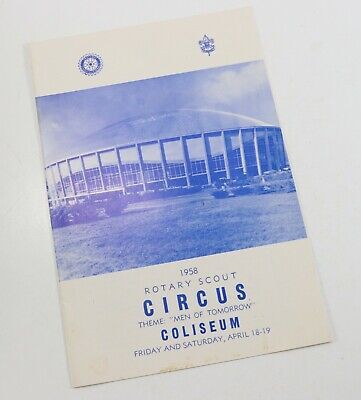 1958
ROTARY SCOUT
CIRCUS
THEME: "MEN OF TOMORROW"
COLISEUM
FRIDAY AND SATURDAY, APRIL 18-19